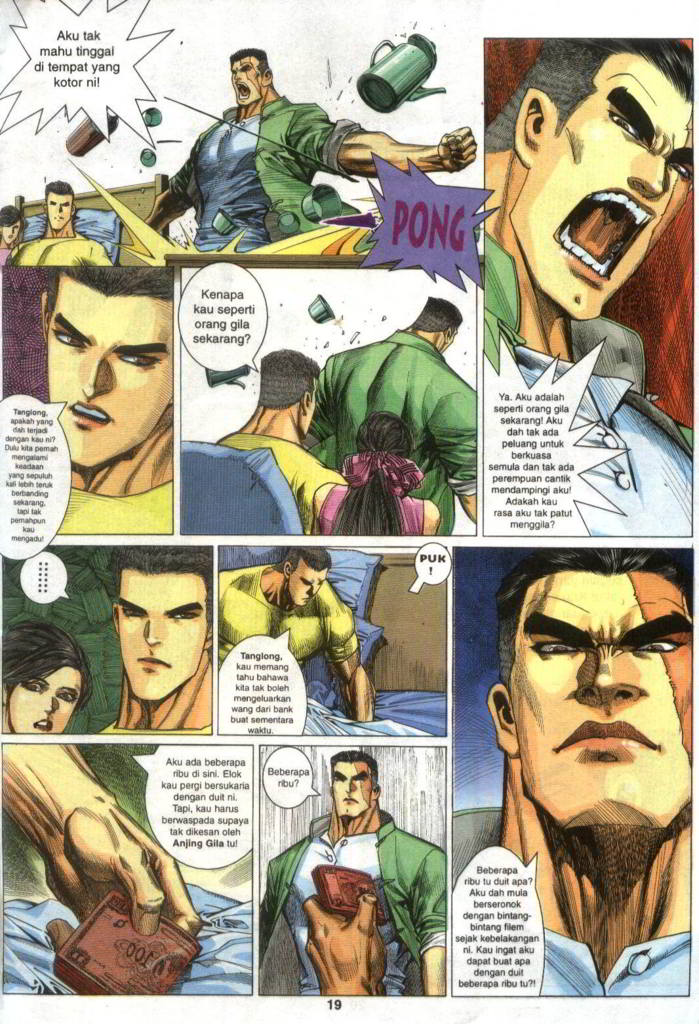 Aku tak
mahu tinggal
di tempat yang
kotor ni!
PONG
Tanglong,
apakah yang
dah terjadi
dengan kau ni?
Dulu kita pernah
mengalami
keadaan
yang sepuluh
kali lebih teruk
berbanding
sekarang,
tapi tak
pernahpun
kau
mengadu!
Kenapa
kau seperti
orang gila
sekarang?
Ya. Aku adalah
seperti orang gila
sekarang! Aku
dah tak ada
peluang untuk
berkuasa
semula dan tak ada
perempuan cantik
mendampingi aku!
Adakah kau
rasa aku tak patut
menggila?
Tanglong,
kau memang
tahu bahawa
kita tak boleh
mengeluarkan
wang dari bank
buat sementara
waktu.
PUK
!
Aku ada beberapa
ribu di sini. Elok
kau pergi bersukaria
dengan duit ni.
Tapi, kau harus
berwaspada supaya
tak dikesan oleh
Anjing Gila tu!
100
Beberapa
ribu?
Beberapa
ribu tu duit apa?
Aku dah mula
berseronok
dengan bintang-
bintang filem
sejak kebelakangan
ni. Kau ingat aku
dapat buat apa
dengan duit
beberapa ribu tu?!
19